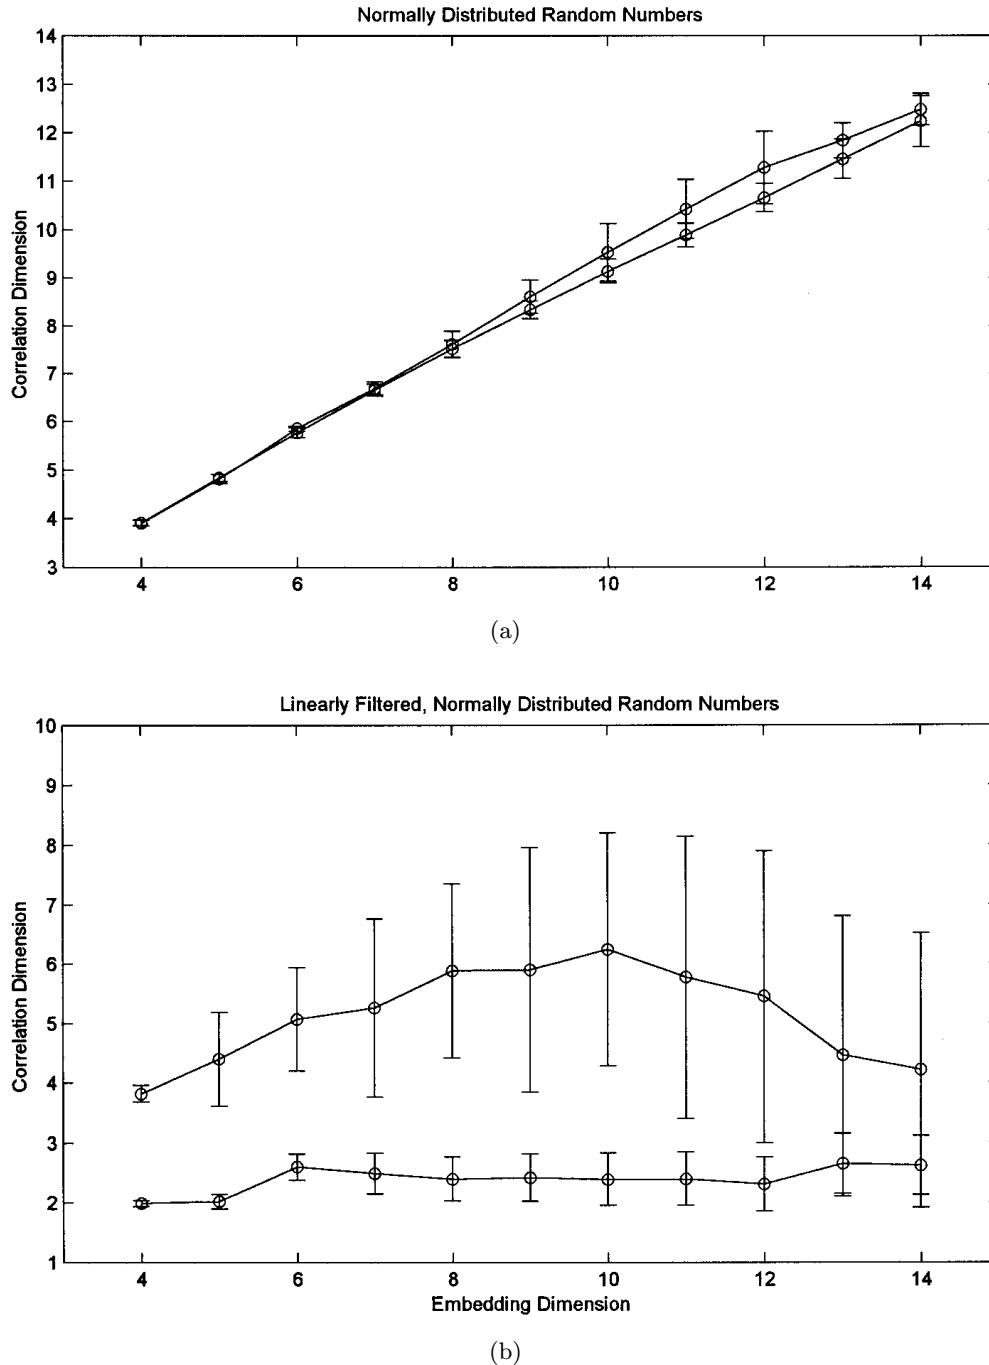 Normally Distributed Random Numbers
14
13
12
11
10
9
8
7
6
5
4
3
Correlation Dimension
4 6 8 10 12 14
(a)
Linearly Filtered, Normally Distributed Random Numbers
10
9
8
7
6
5
4
3
2
1
Correlation Dimension
4 6 8 10 12 14
Embedding Dimension
(b)